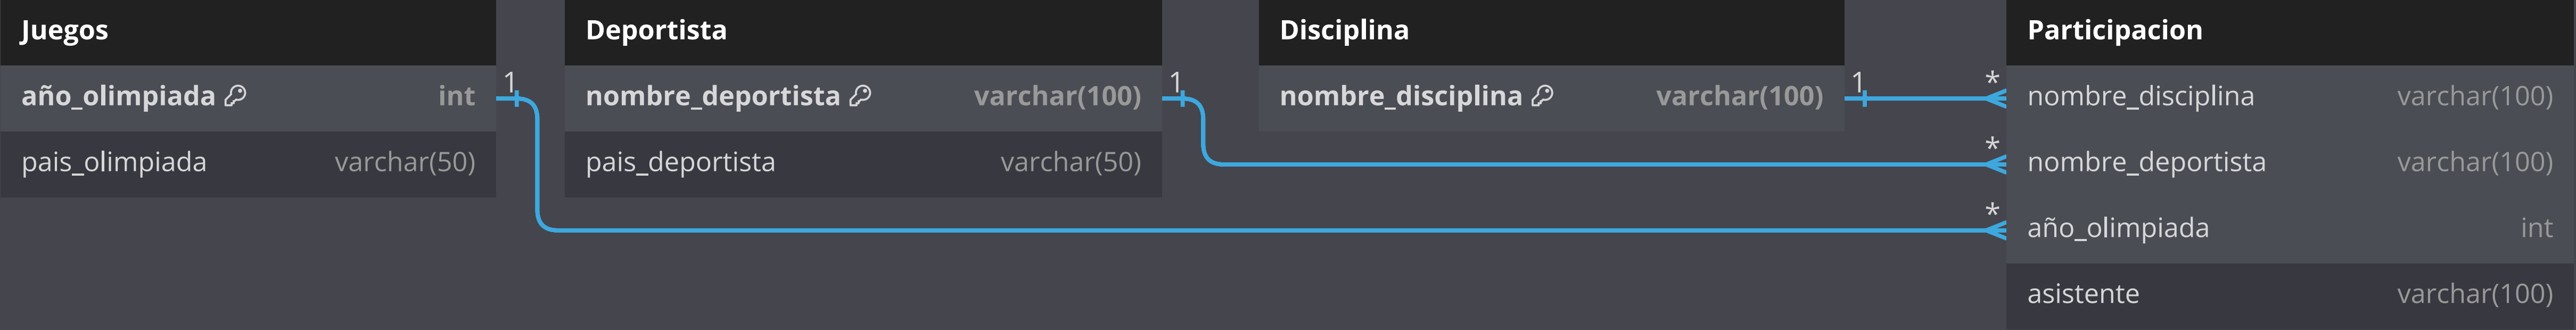 Juegos
año_olimpiada int
pais_olimpiada varchar(50)
Deportista
nombre_deportista varchar(100)
pais_deportista varchar(50)
Disciplina
nombre_disciplina varchar(100)
Participacion
nombre_disciplina varchar(100)
nombre_deportista varchar(100)
año_olimpiada int
asistente varchar(100)
1
1
1
*
*
*